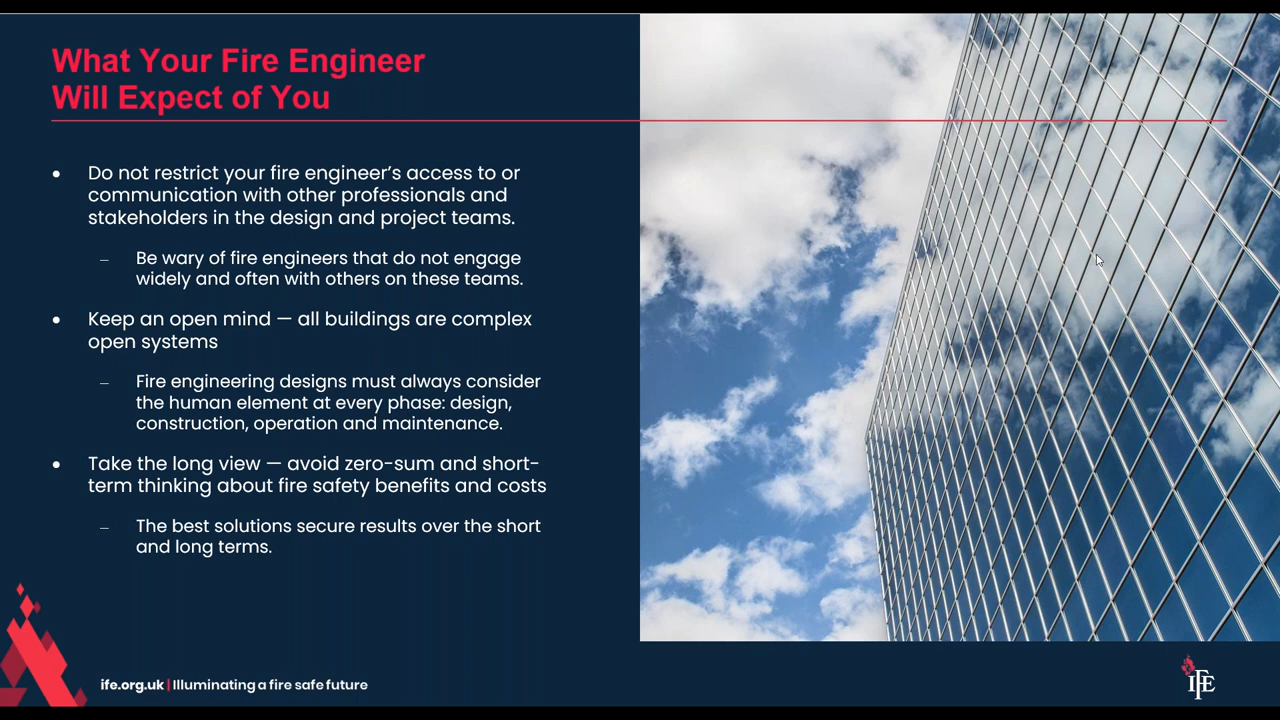 What Your Fire Engineer
Will Expect of You
• Do not restrict your fire engineer’s access to or
communication with other professionals and
stakeholders in the design and project teams.
– Be wary of fire engineers that do not engage
widely and often with others on these teams.
• Keep an open mind — all buildings are complex
open systems
– Fire engineering designs must always consider
the human element at every phase: design,
construction, operation and maintenance.
• Take the long view — avoid zero-sum and short-
term thinking about fire safety benefits and costs
– The best solutions secure results over the short
and long terms.
ife.org.uk | Illuminating a fire safe future
IFE